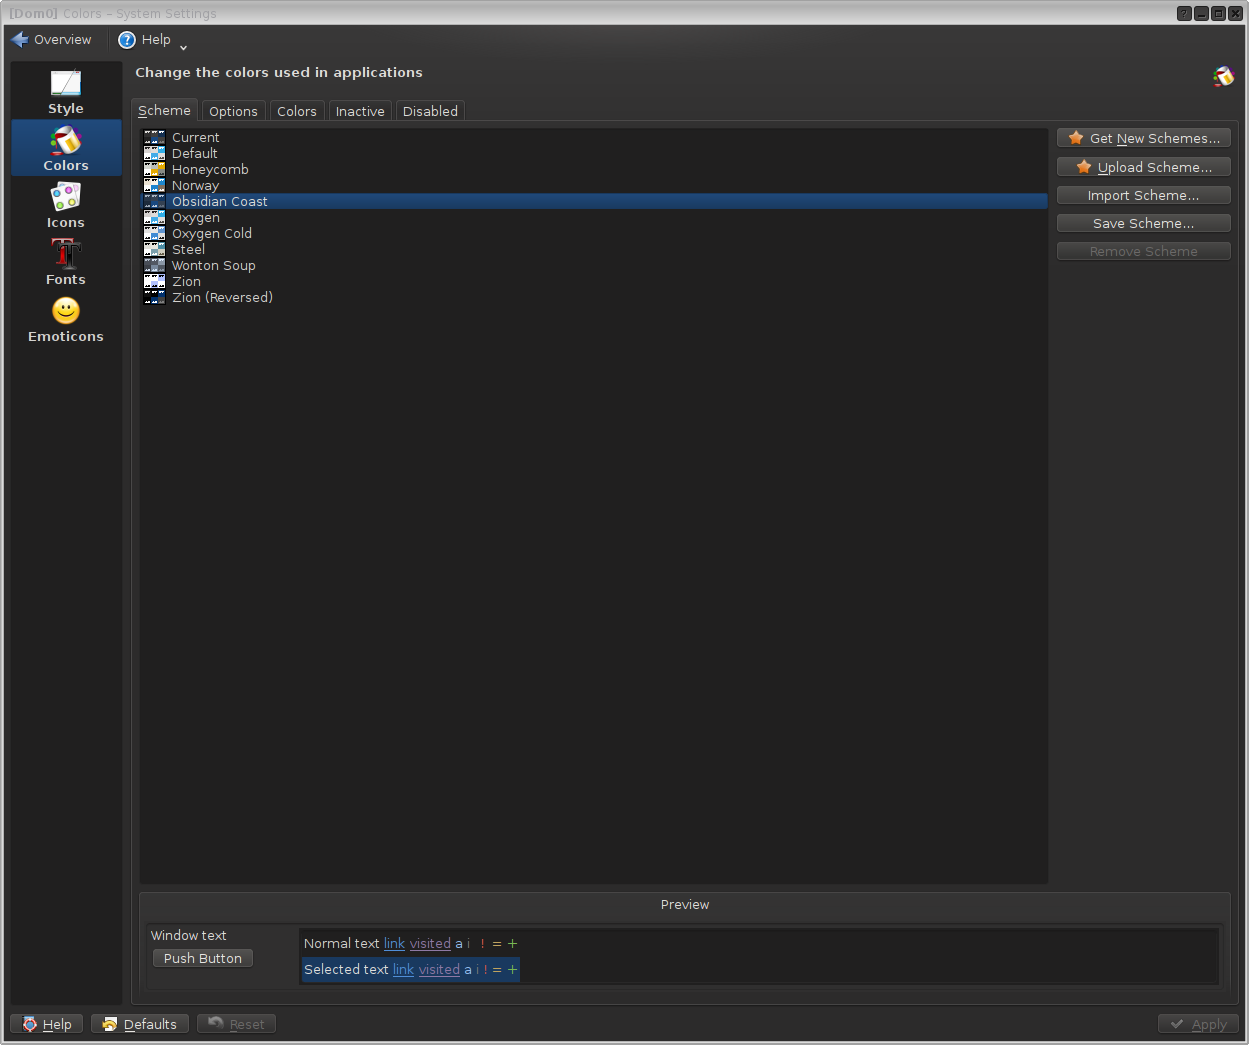 [Dom0] Colors – System Settings
Overview Help
Change the colors used in applications
Style
Colors
Icons
Fonts
Emoticons
Scheme Options Colors Inactive Disabled
Current
Default
Honeycomb
Norway
Obsidian Coast
Oxygen
Oxygen Cold
Steel
Wonton Soup
Zion
Zion (Reversed)
Get New Schemes...
Upload Scheme...
Import Scheme...
Save Scheme...
Remove Scheme
Preview
Window text
Push Button
Normal text link visited a i ! = +
Selected text link visited a i ! = +
Help Defaults Reset Apply